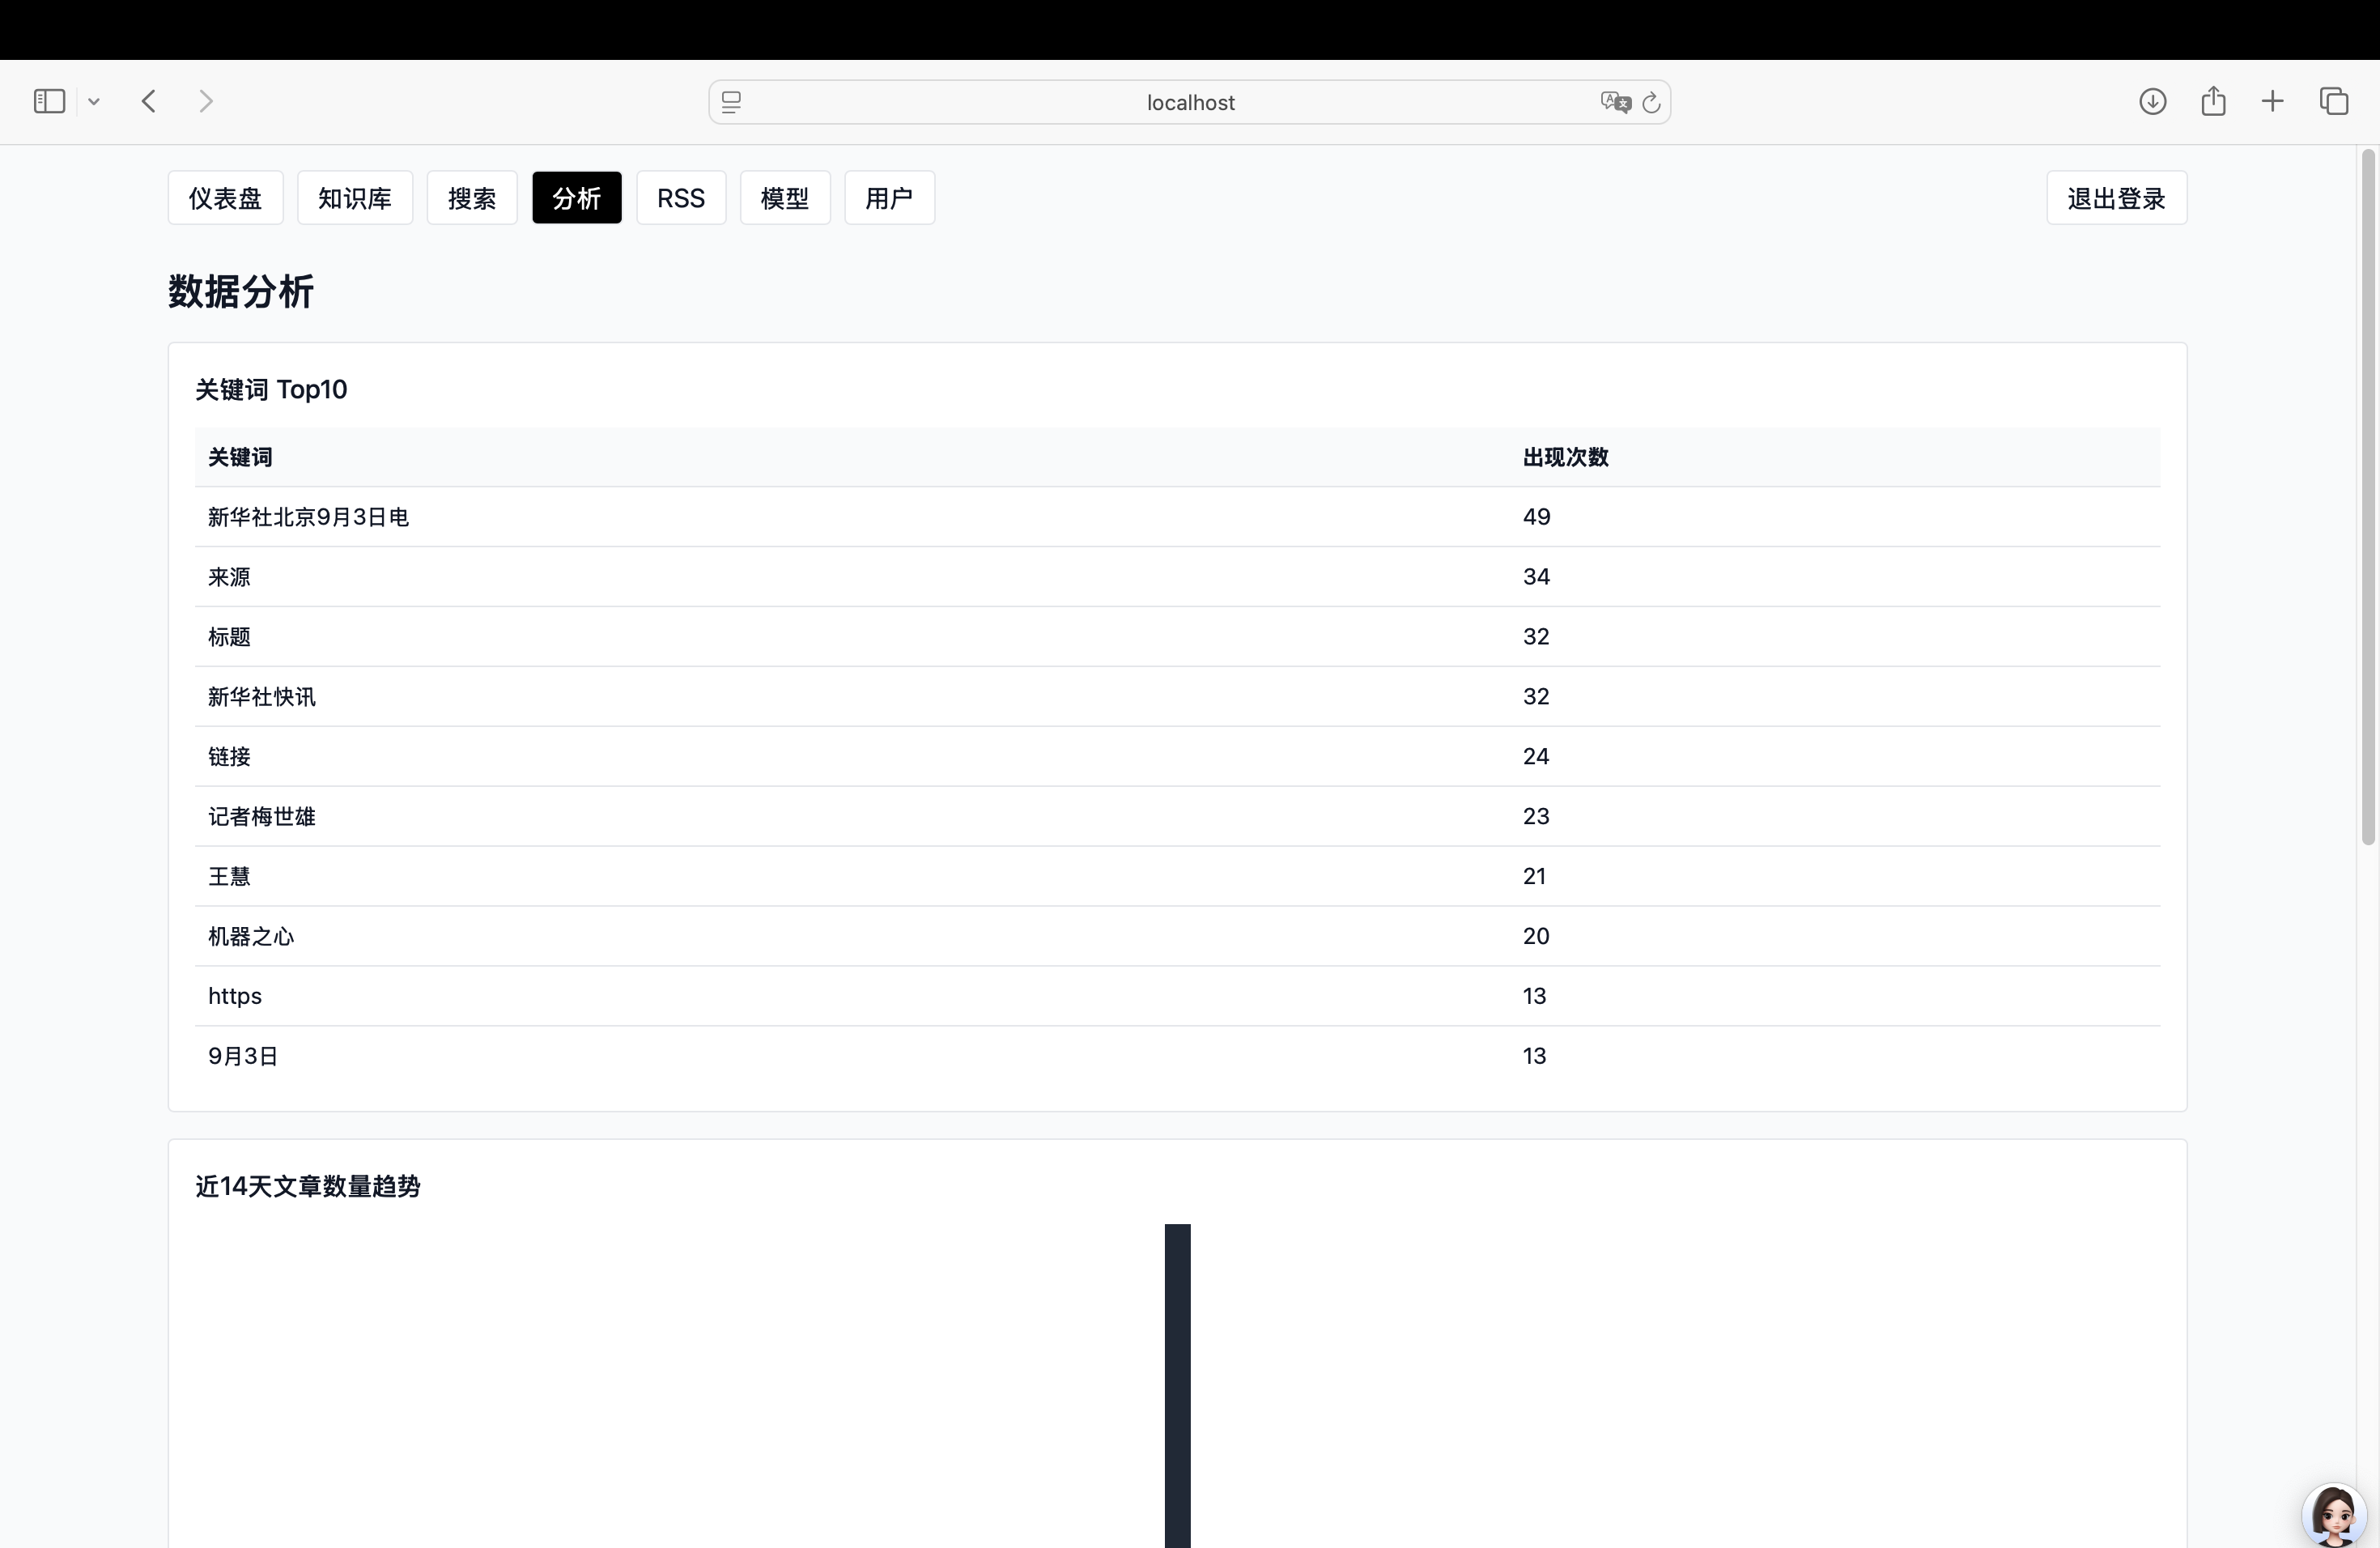 localhost
仪表盘 知识库 搜索 分析 RSS 模型 用户 退出登录
数据分析
关键词 Top10
关键词 出现次数
新华社北京9月3日电 49
来源 34
标题 32
新华社快讯 32
链接 24
记者梅世雄 23
王慧 21
机器之心 20
https 13
9月3日 13
近14天文章数量趋势